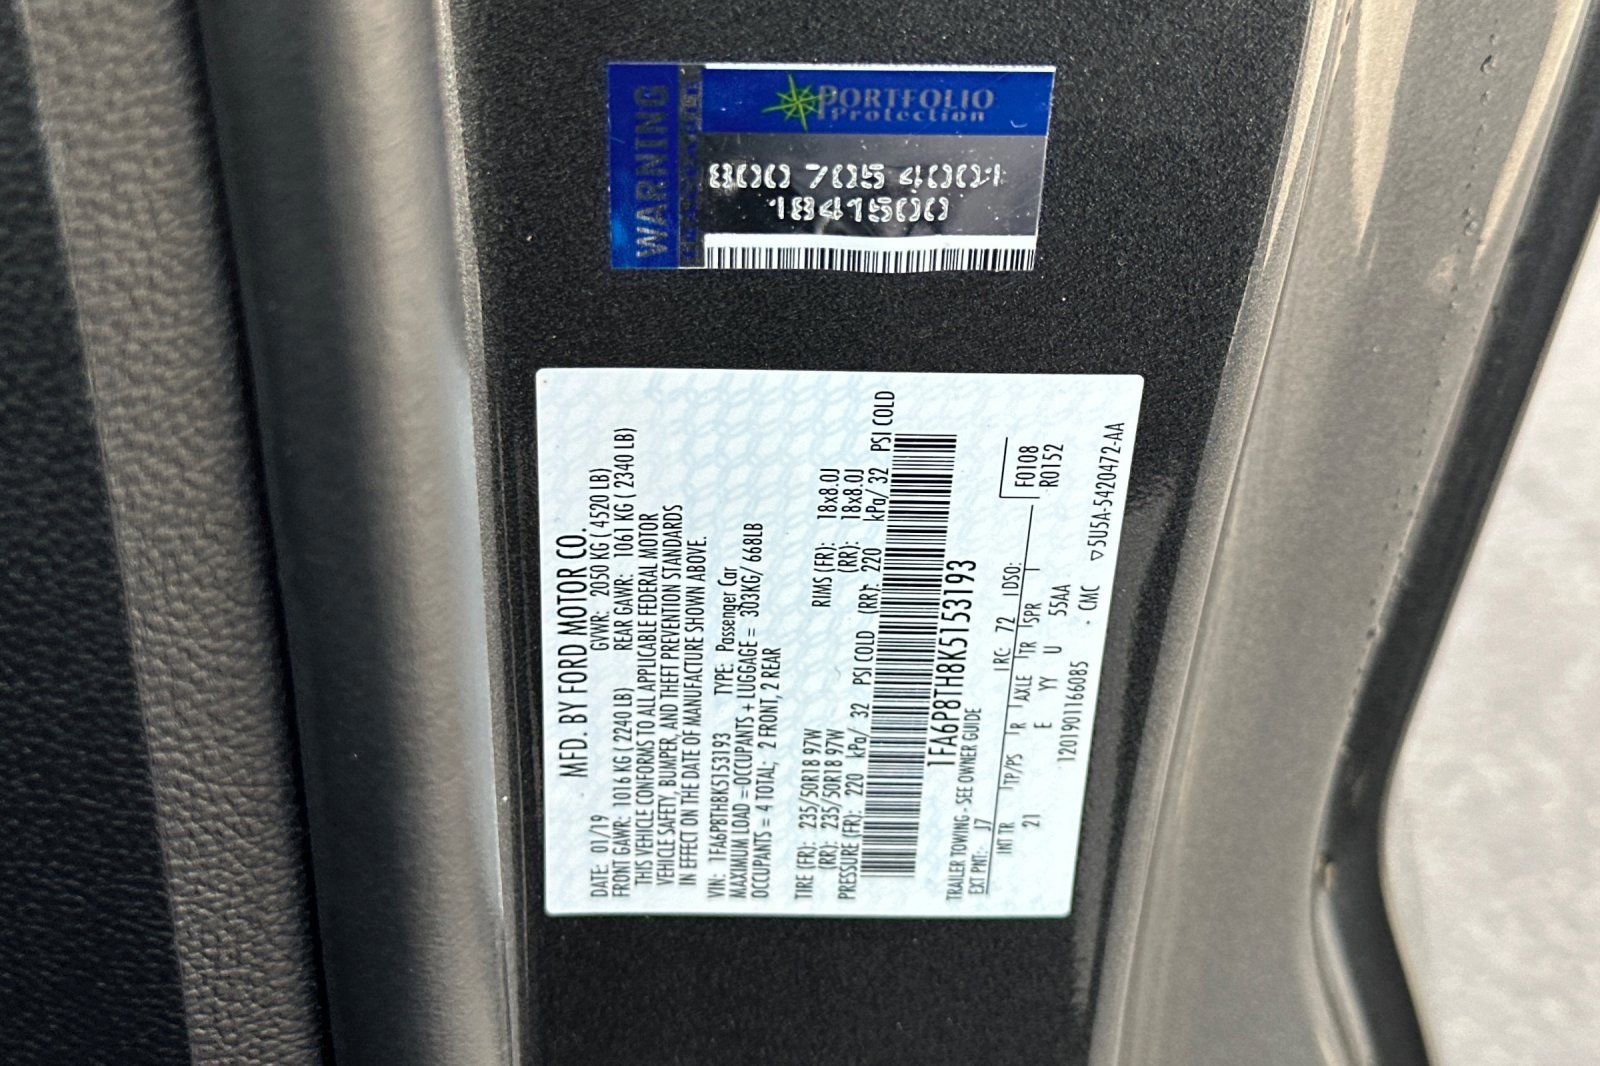 WARNING
PORTFOLIO
Protection
800 705 4001
1841500
MFD. BY FORD MOTOR CO.
DATE: 01/19 GVWR: 2050 KG ( 4520 LB)
FRONT GAWR: 1016 KG ( 2240 LB) REAR GAWR: 1061 KG ( 2340 LB)
THIS VEHICLE CONFORMS TO ALL APPLICABLE FEDERAL MOTOR
VEHICLE SAFETY, BUMPER, AND THEFT PREVENTION STANDARDS
IN EFFECT ON THE DATE OF MANUFACTURE SHOWN ABOVE.
VIN: 1FA6P8TH8K5153193 TYPE: Passenger Car
MAXIMUM LOAD =OCCUPANTS + LUGGAGE = 303KG/ 668LB
OCCUPANTS = 4 TOTAL; 2 FRONT, 2 REAR
TIRE (FR): 235/50R18 97W RIMS (FR): 18x8.0J
(RR): 235/50R18 97W (RR): 18x8.0J
PRESSURE (FR): 220 kPa/ 32 PSI COLD (RR): 220 kPa/ 32 PSI COLD
1FA6P8TH8K5153193
TRAILER TOWING - SEE OWNER GUIDE
EXT PNT: J7 RC: 72 DSO: F0108
R0152
INT TR TP/PS R AXLE TR SPR
21 E YY U 55AA
12019011 66085 CMC ▽5U5A-5420472-AA